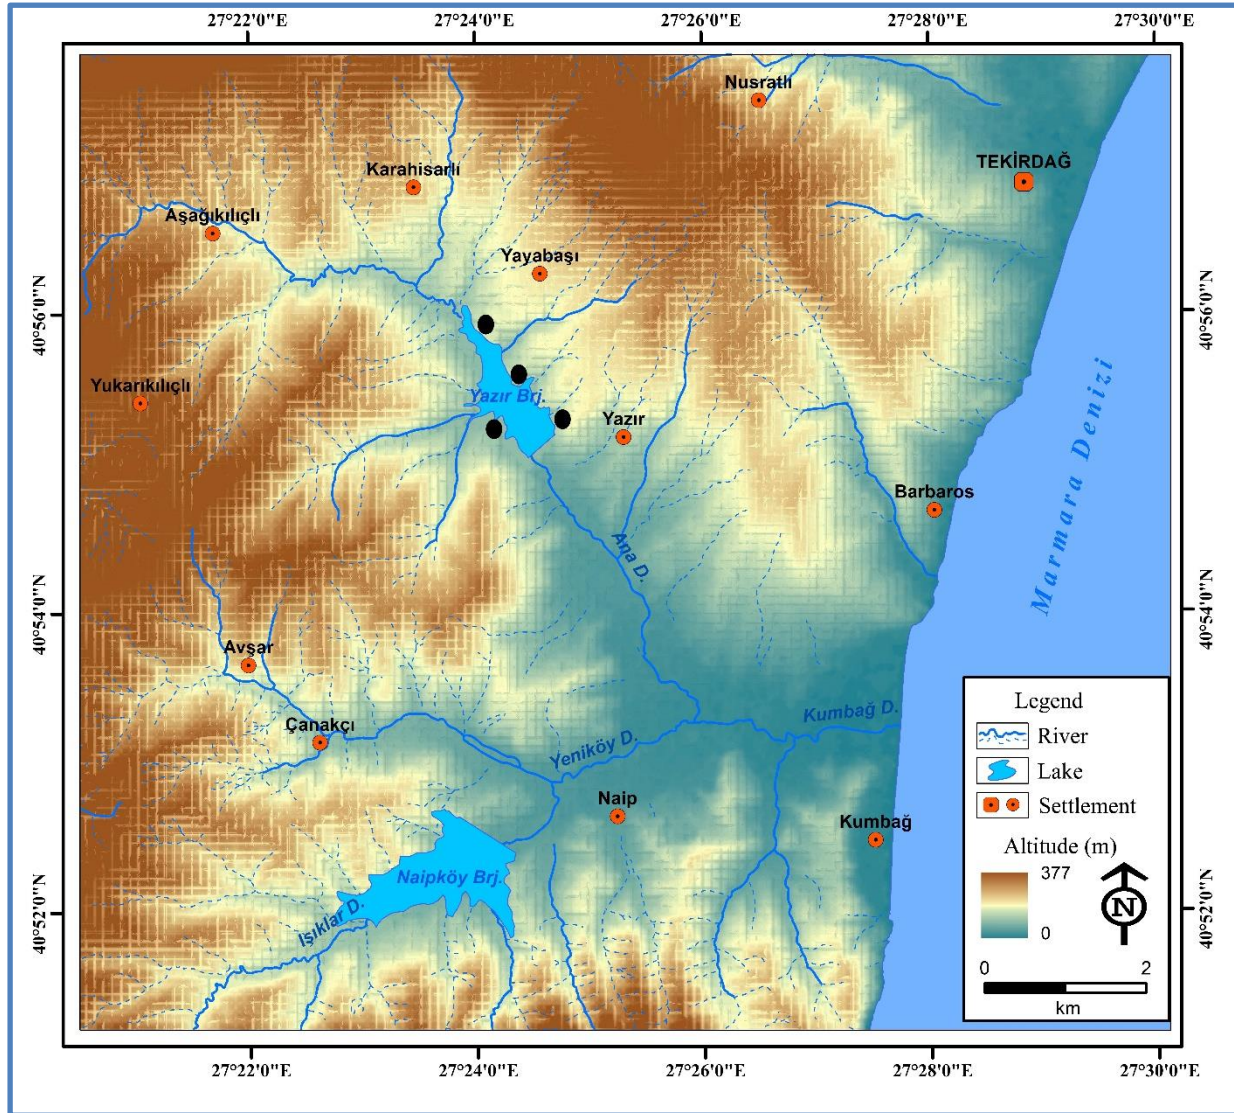 27°22'0"E 27°24'0"E 27°26'0"E 27°28'0"E 27°30'0"E
Nusratlı
TEKİRDAĞ
Karahisarlı
Aşağıkılıçlı
Yayabaşı
40°56'0"N
40°56'0"N
Yukarıkılıçlı
Yazır Brj.
Yazır
Marmara Denizi
Barbaros
Ana D.
40°54'0"N
40°54'0"N
Avşar
Çanakçı
Kumbağ D.
Yeniköy D.
Naip
Kumbağ
Naipköy Brj.
Işıklar D.
40°52'0"N
40°52'0"N
Legend
River
Lake
Settlement
Altitude (m)
377
0
N
0 2
km
27°22'0"E 27°24'0"E 27°26'0"E 27°28'0"E 27°30'0"E